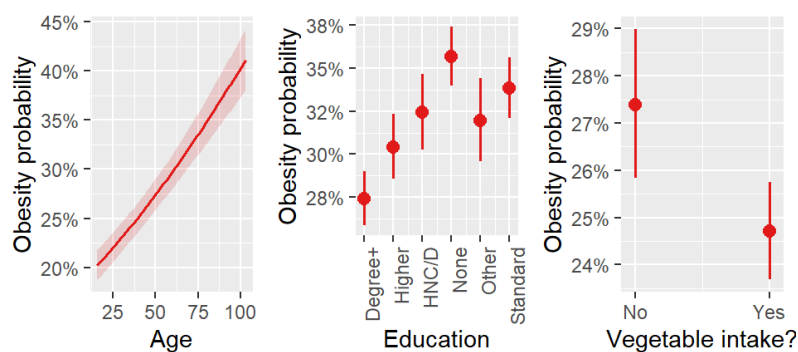 Obesity probability
45%
40%
35%
30%
25%
20%
25
50
75
100
Age
Obesity probability
38%
35%
32%
30%
28%
Degree+
Higher
HNC/D
None
Other
Standard
Education
Obesity probability
29%
28%
27%
26%
25%
24%
No
Yes
Vegetable intake?